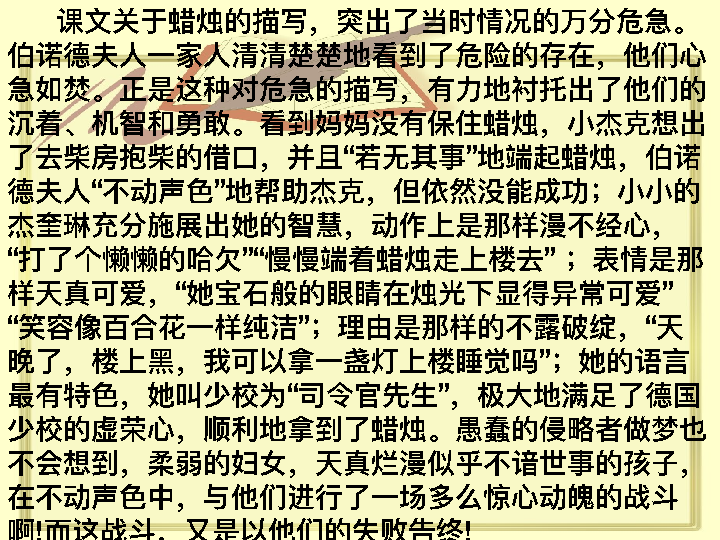 课文关于蜡烛的描写，突出了当时情况的万分危急。
伯诺德夫人一家人清清楚楚地看到了危险的存在，他们心
急如焚。正是这种对危急的描写，有力地衬托出了他们的
沉着、机智和勇敢。看到妈妈没有保住蜡烛，小杰克想出
了去柴房抱柴的借口，并且“若无其事”地端起蜡烛，伯诺
德夫人“不动声色”地帮助杰克，但依然没能成功；小小的
杰奎琳充分施展出她的智慧，动作上是那样漫不经心，
“打了个懒懒的哈欠”“慢慢端着蜡烛走上楼去” ；表情是那
样天真可爱，“她宝石般的眼睛在烛光下显得异常可爱”
“笑容像百合花一样纯洁”；理由是那样的不露破绽，“天
晚了，楼上黑，我可以拿一盏灯上楼睡觉吗”；她的语言
最有特色，她叫少校为“司令官先生”，极大地满足了德国
少校的虚荣心，顺利地拿到了蜡烛。愚蠢的侵略者做梦也
不会想到，柔弱的妇女，天真烂漫似乎不谙世事的孩子，
在不动声色中，与他们进行了一场多么惊心动魄的战斗
啊!而这战斗，又是以他们的失败告终!